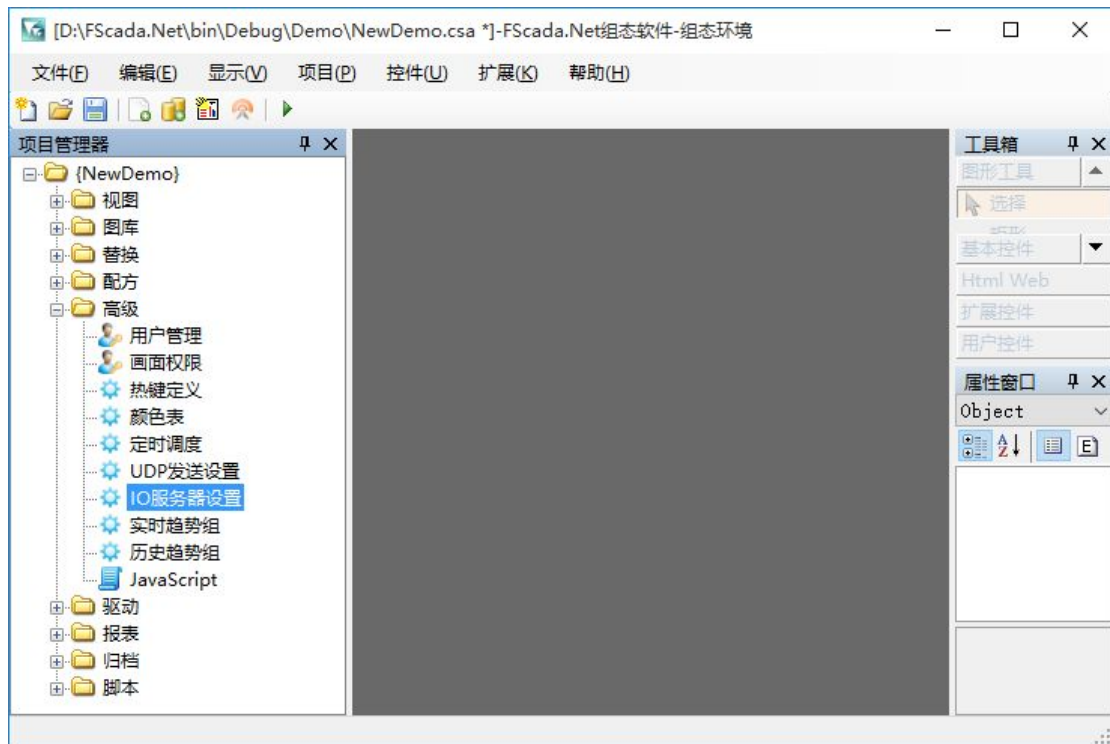 [D:\FScada.Net\bin\Debug\Demo\NewDemo.csa *]-FScada.Net组态软件-组态环境
文件(F) 编辑(E) 显示(V) 项目(P) 控件(U) 扩展(K) 帮助(H)
项目管理器
{NewDemo}
视图
图库
替换
配方
高级
用户管理
画面权限
热键定义
颜色表
定时调度
UDP发送设置
IO服务器设置
实时趋势组
历史趋势组
JavaScript
驱动
报表
归档
脚本
工具箱
图形工具
选择
基本控件
Html Web
扩展控件
用户控件
属性窗口
Object